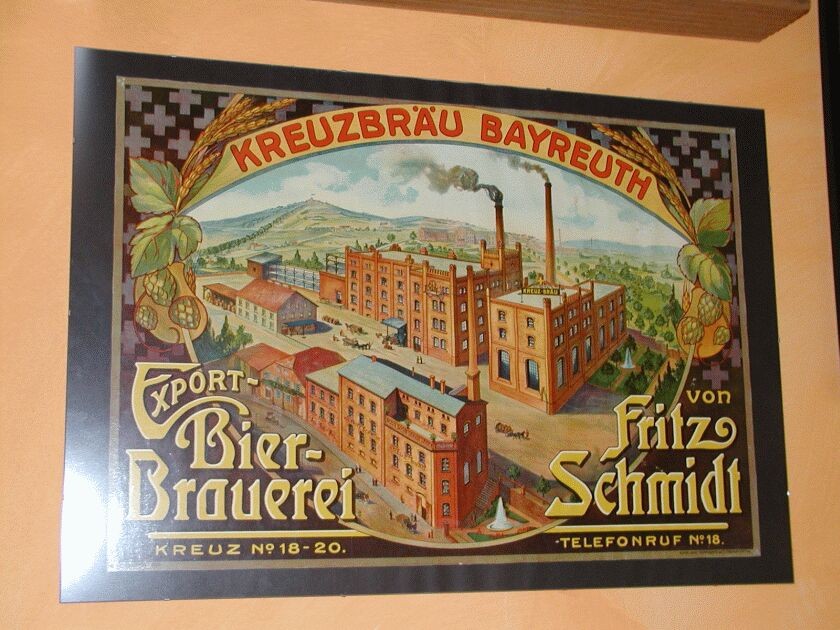 KREUZBRÄU BAYREUTH
KREUZ-BRÄU
EXPORT-
Bier-
Brauerei
von
Fritz
Schmidt
KREUZ Nº 18-20.
TELEFONRUF Nº 18.